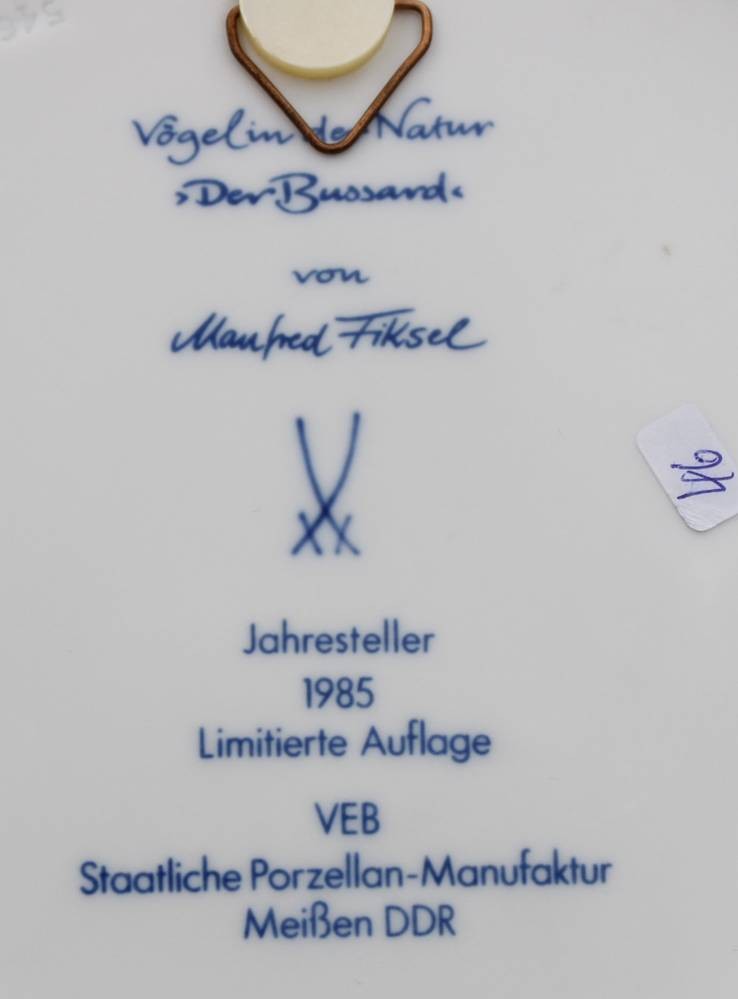 Vögel in der Natur
›Der Bussard‹
von
Manfred Fiksel
Jahresteller
1985
Limitierte Auflage
VEB
Staatliche Porzellan-Manufaktur
Meißen DDR